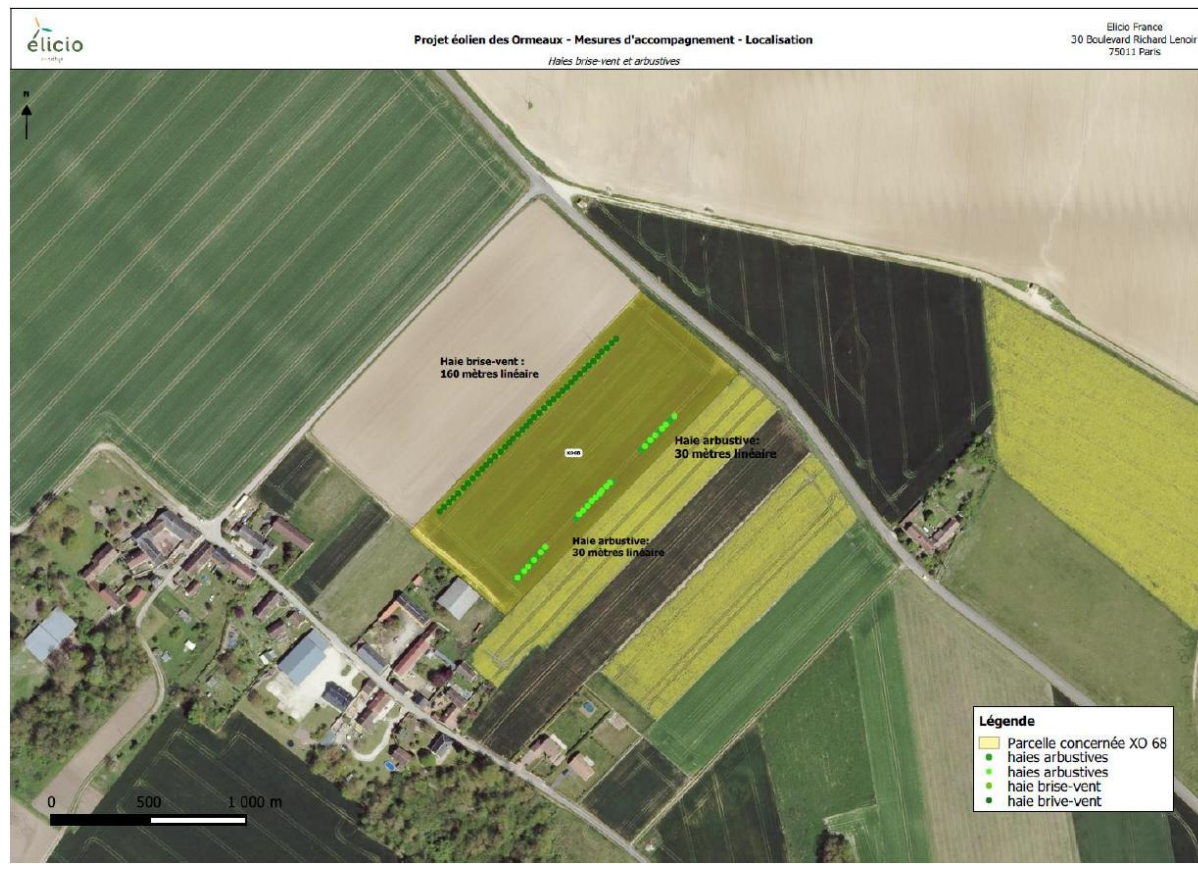 élicio
Projet éolien des Ormeaux - Mesures d'accompagnement - Localisation
Haies brise-vent et arbustives
Elicio France
30 Boulevard Richard Lenoir
75011 Paris
N
Haie brise-vent :
160 mètres linéaire
Haie arbustive:
30 mètres linéaire
Haie arbustive:
30 mètres linéaire
Légende
Parcelle concernée XO 68
haies arbustives
haies arbustives
haie brise-vent
haie brive-vent
0 500 1 000 m